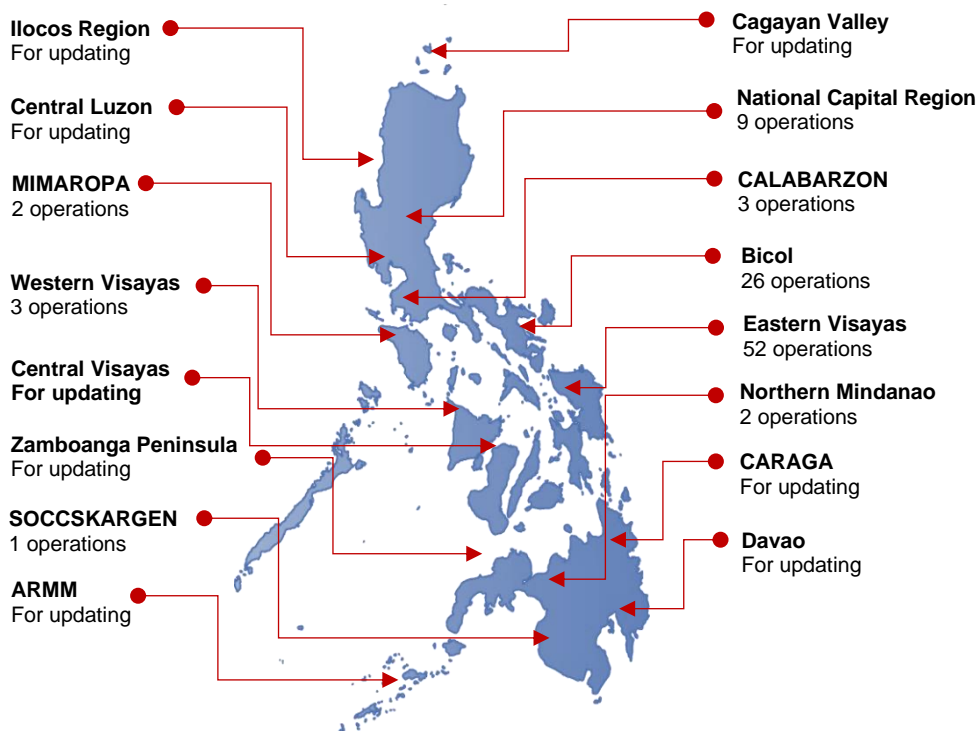 Ilocos Region
For updating
Central Luzon
For updating
MIMAROPA
2 operations
Western Visayas
3 operations
Central Visayas
For updating
Zamboanga Peninsula
For updating
SOCCSKARGEN
1 operations
ARMM
For updating
Cagayan Valley
For updating
National Capital Region
9 operations
CALABARZON
3 operations
Bicol
26 operations
Eastern Visayas
52 operations
Northern Mindanao
2 operations
CARAGA
For updating
Davao
For updating